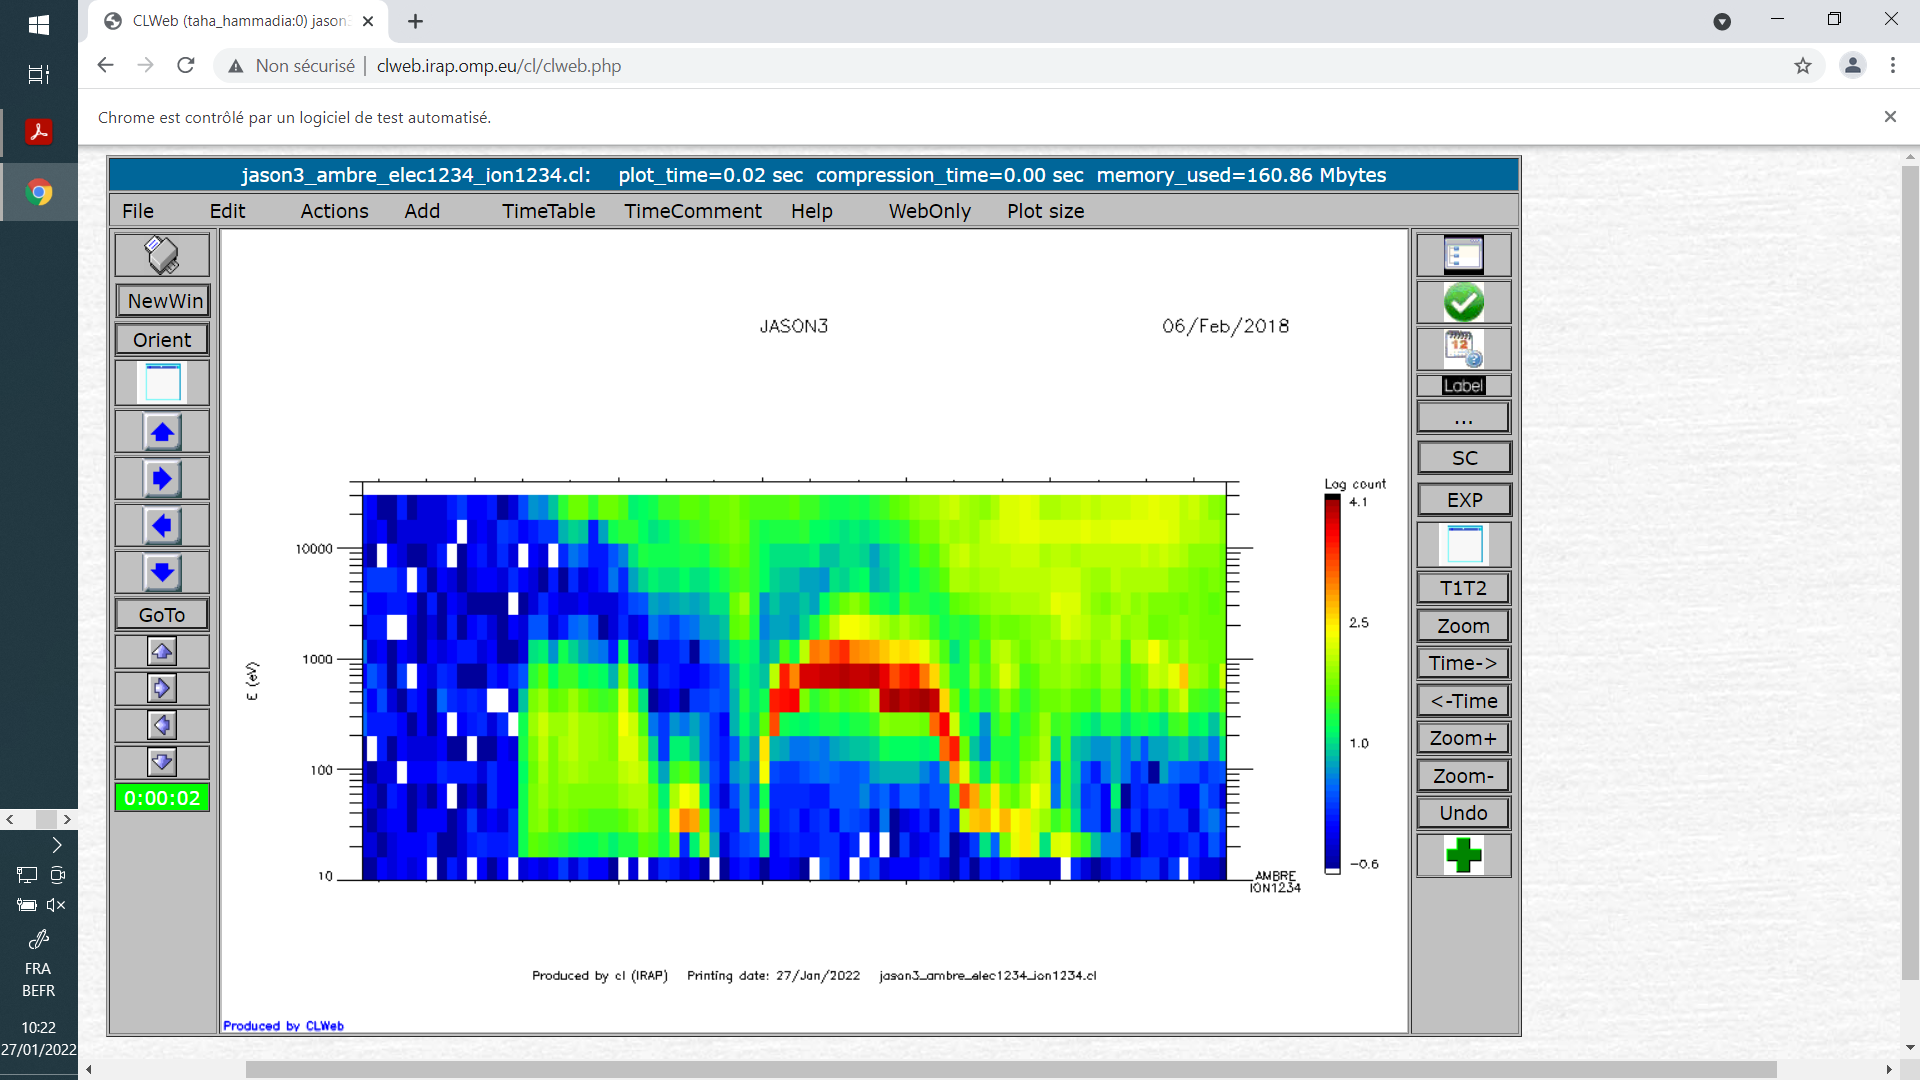 CLWeb (taha_hammadia:0) jason3
Non sécurisé | clweb.irap.omp.eu/cl/clweb.php
Chrome est contrôlé par un logiciel de test automatisé.
jason3_ambre_elec1234_ion1234.cl: plot_time=0.02 sec compression_time=0.00 sec memory_used=160.86 Mbytes
File Edit Actions Add TimeTable TimeComment Help WebOnly Plot size
NewWin
Orient
GoTo
0:00:02
JASON3 06/Feb/2018
Log count
4.1
2.5
1.0
-0.6
E (eV)
10000
1000
100
10
AMBRE
ION1234
Produced by cl (IRAP) Printing date: 27/Jan/2022 jason3_ambre_elec1234_ion1234.cl
Produced by CLWeb
12
Label
...
SC
EXP
T1T2
Zoom
Time->
<-Time
Zoom+
Zoom-
Undo
FRA
BEFR
10:22
27/01/2022